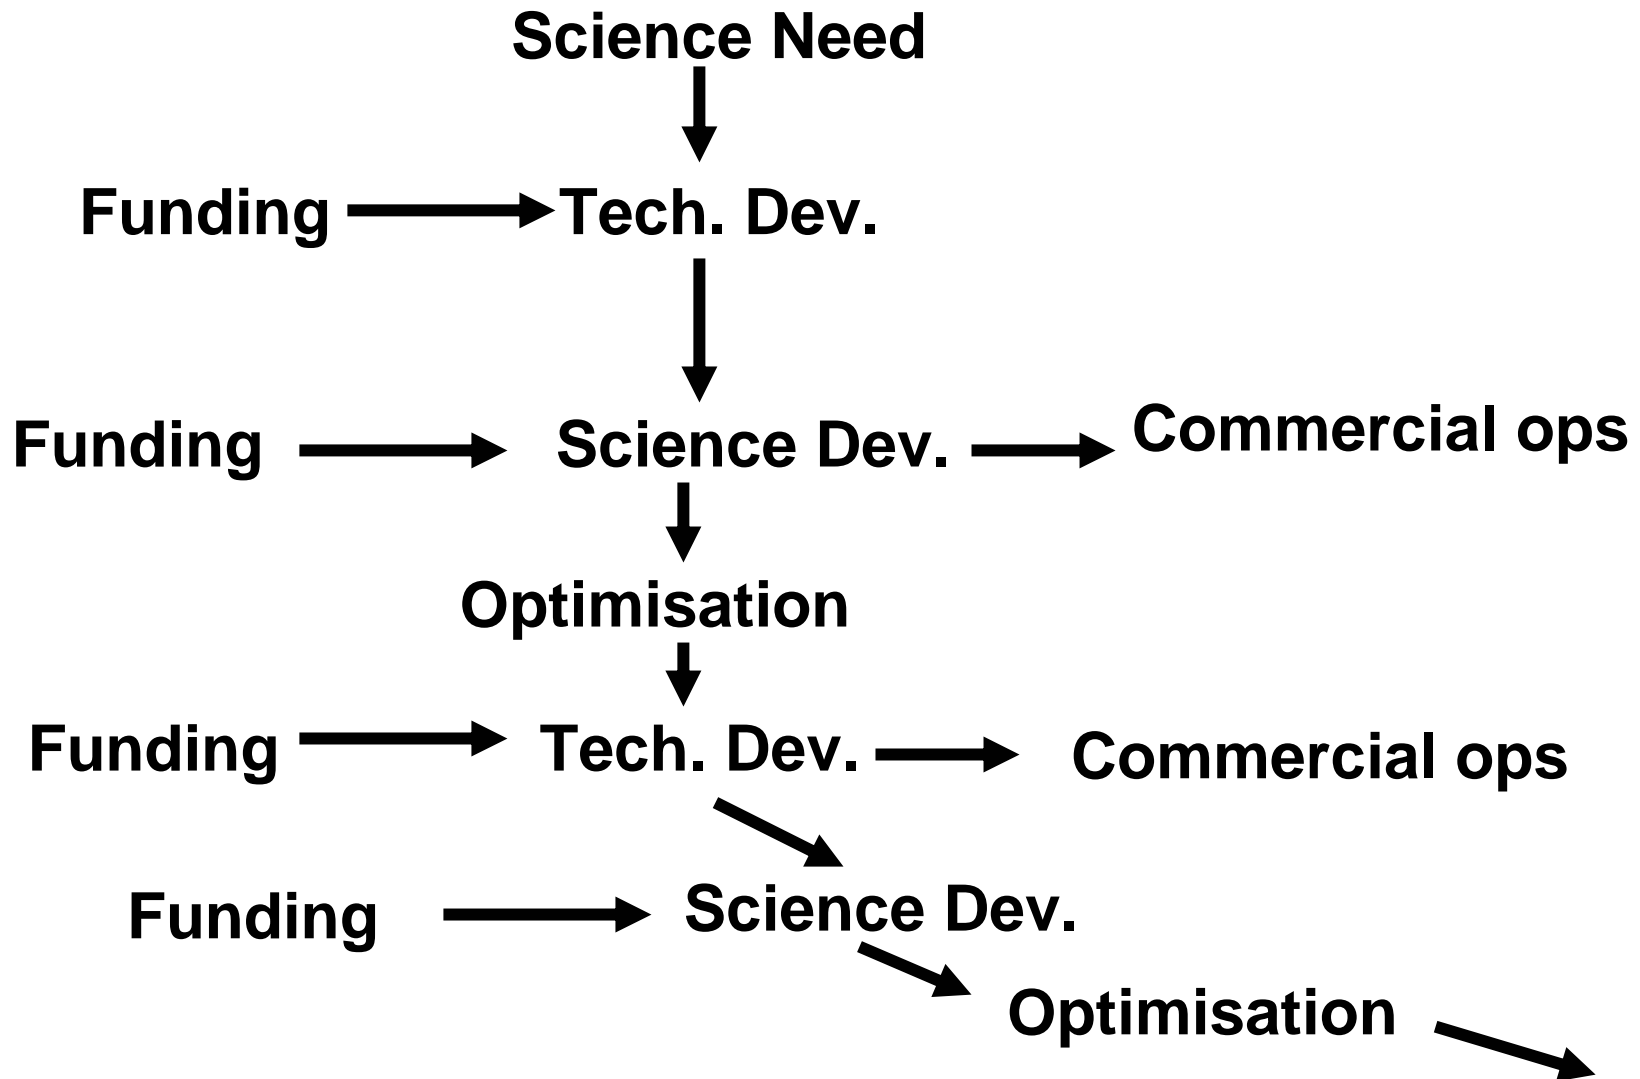 Science Need
Funding
Tech. Dev.
Funding
Science Dev.
Commercial ops
Optimisation
Funding
Tech. Dev.
Commercial ops
Funding
Science Dev.
Optimisation